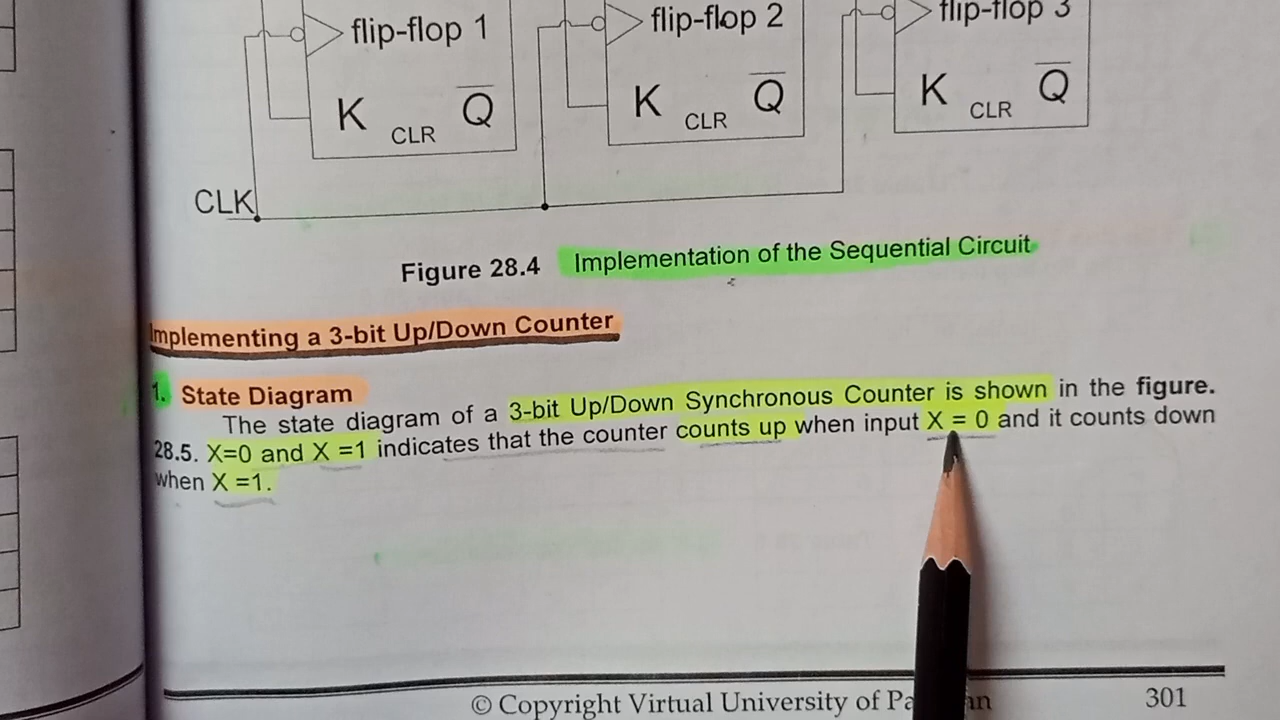 flip-flop 1
flip-flop 2
flip-flop 3
K CLR Q
K CLR Q
K CLR Q
CLK
Figure 28.4 Implementation of the Sequential Circuit
Implementing a 3-bit Up/Down Counter
1. State Diagram
The state diagram of a 3-bit Up/Down Synchronous Counter is shown in the figure.
28.5. X=0 and X =1 indicates that the counter counts up when input X = 0 and it counts down
when X =1.
© Copyright Virtual University of
301